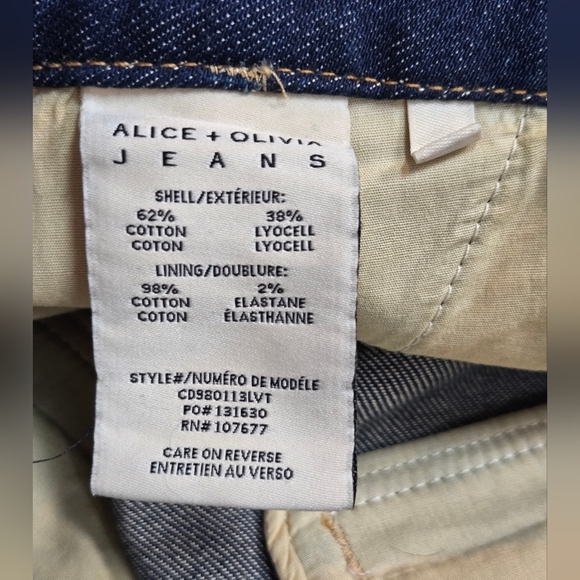 ALICE + OLIVIA
JEANS
SHELL/EXTÉRIEUR:
62% 38%
COTTON LYOCELL
COTON LYOCELL
LINING/DOUBLURE:
98% 2%
COTTON ELASTANE
COTON ÉLASTHANNE
STYLE#/NUMÉRO DE MODÉLE
CD980113LVT
PO# 131630
RN# 107677
CARE ON REVERSE
ENTRETIEN AU VERSO